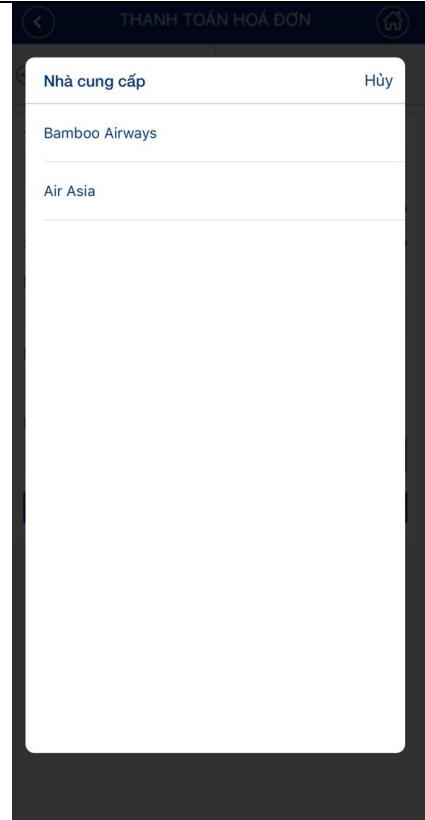 THANH TOÁN HOÁ ĐƠN
Nhà cung cấp
Hủy
Bamboo Airways
Air Asia